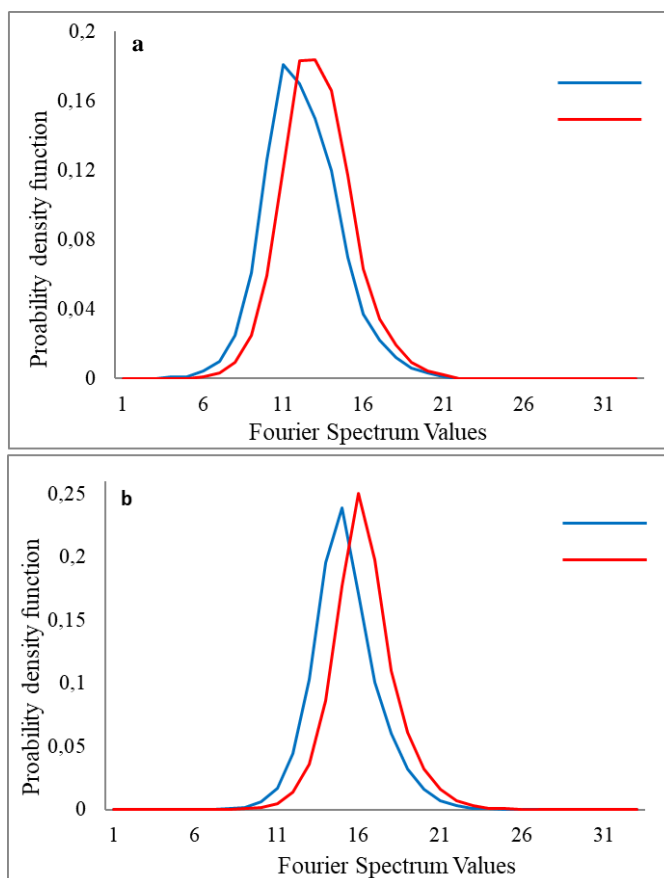 a
0,2
0,16
0,12
0,08
0,04
0
Proability density function
1 6 11 16 21 26 31
Fourier Spectrum Values
b
0,25
0,2
0,15
0,1
0,05
0
Proability density function
1 6 11 16 21 26 31
Fourier Spectrum Values